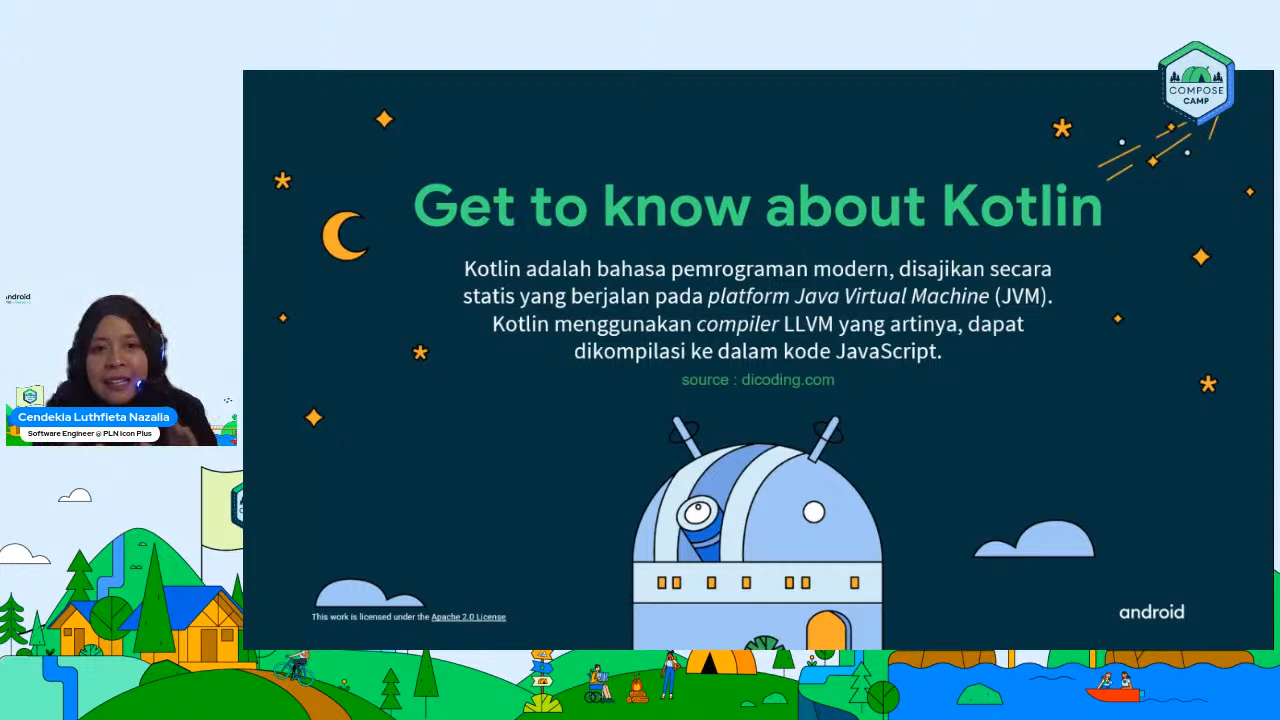 COMPOSE
CAMP
Get to know about Kotlin
Kotlin adalah bahasa pemrograman modern, disajikan secara
statis yang berjalan pada platform Java Virtual Machine (JVM).
Kotlin menggunakan compiler LLVM yang artinya, dapat
dikompilasi ke dalam kode JavaScript.
source : dicoding.com
ndroid
Cendekia Luthfieta Nazalia
Software Engineer @ PLN Icon Plus
This work is licensed under the Apache 2.0 License
android